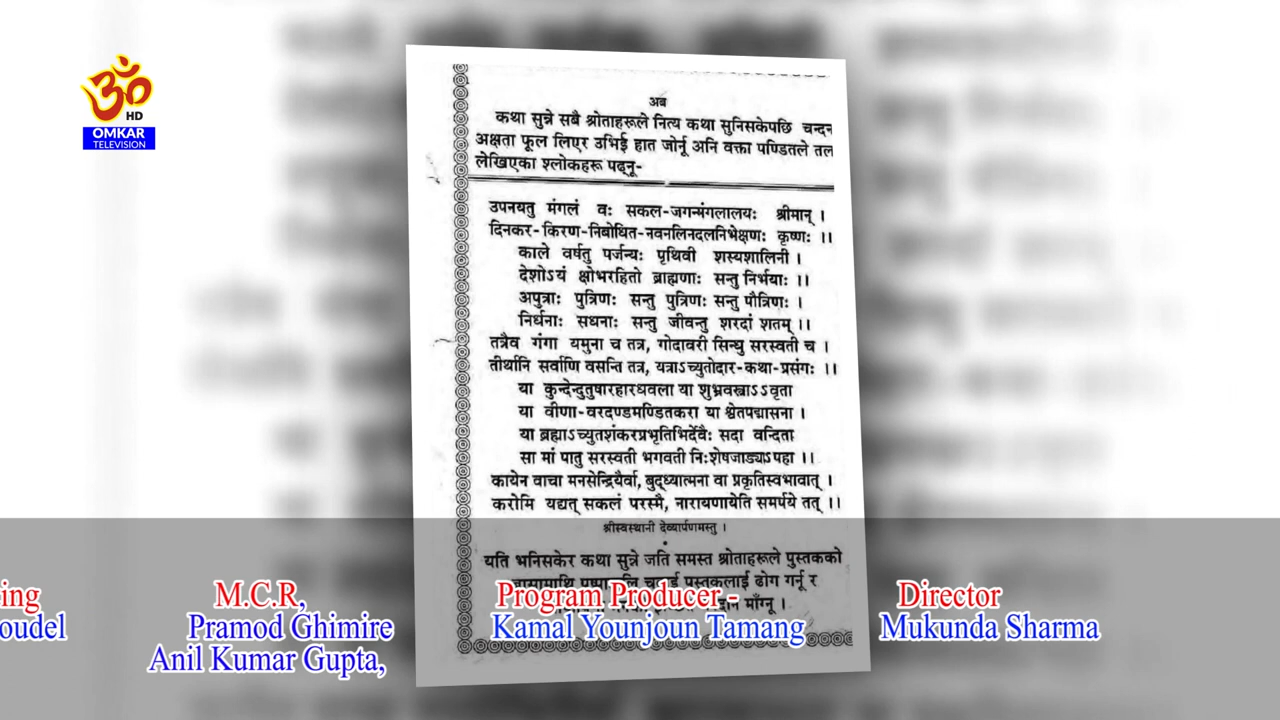 ॐ
HD
OMKAR
TELEVISION
अब
कथा सुन्ने सबै श्रोताहरूले नित्य कथा सुनिसकेपछि चन्दन
अक्षता फूल लिएर उभिई हात जोर्नू अनि वक्ता पण्डितले तल
लेखिएका श्लोकहरू पढ्नू-
उपनयतु मंगलं वः सकल-जगन्मंगलालयः श्रीमान् ।
दिनकर-किरण-निबोधित-नवनलिनदलनिभेक्षणः कृष्णः ।।
काले वर्षतु पर्जन्यः पृथिवी शस्यशालिनी ।
देशोऽयं क्षोभरहितो ब्राह्मणाः सन्तु निर्भयाः ।।
अपुत्राः पुत्रिणः सन्तु पुत्रिणः सन्तु पौत्रिणः ।
निर्धनाः सधनाः सन्तु जीवन्तु शरदां शतम् ।।
तत्रैव गंगा यमुना च तत्र, गोदावरी सिन्धु सरस्वती च ।
तीर्थानि सर्वाणि वसन्ति तत्र, यत्राऽच्युतोदार-कथा-प्रसंगः ।।
या कुन्देन्दुतुषारहारधवला या शुभ्रवस्त्राऽऽवृता
या वीणा-वरदण्डमण्डितकरा या श्वेतपद्मासना ।
या ब्रह्माऽच्युतशंकरप्रभृतिभिर्देवैः सदा वन्दिता
सा मां पातु सरस्वती भगवती निःशेषजाड्याऽपहा ।।
कायेन वाचा मनसेन्द्रियैर्वा, बुद्ध्यात्मना वा प्रकृतिस्वभावात् ।
करोमि यद्यत् सकलं परस्मै, नारायणायेति समर्पये तत् ।।
श्रीस्वस्थानी देव्यार्पणमस्तु ।
यति भनिसकेर कथा सुन्ने जति समस्त श्रोताहरूले पुस्तकको
पुस्तकलाई ढोग गर्नू र
माँग्नू ।
ing
oudel
M.C.R,
Pramod Ghimire
Anil Kumar Gupta,
Program Producer -
Kamal Younjoun Tamang
Director
Mukunda Sharma